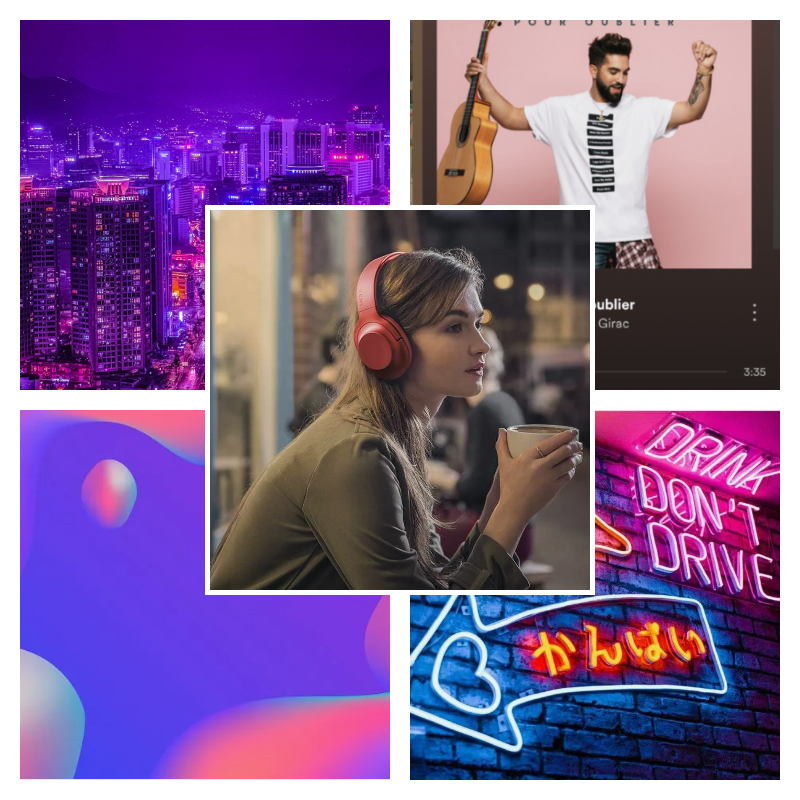 POUR OUBLIER
oublier
Girac
3:35
DRINK
DON'T
DRIVE
かんぱい